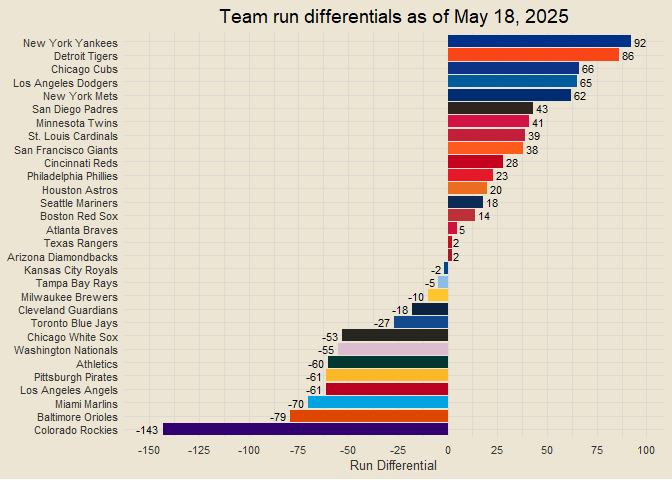 Team run differentials as of May 18, 2025
New York Yankees 92
Detroit Tigers 86
Chicago Cubs 66
Los Angeles Dodgers 65
New York Mets 62
San Diego Padres 43
Minnesota Twins 41
St. Louis Cardinals 39
San Francisco Giants 38
Cincinnati Reds 28
Philadelphia Phillies 23
Houston Astros 20
Seattle Mariners 18
Boston Red Sox 14
Atlanta Braves 5
Texas Rangers 2
Arizona Diamondbacks 2
Kansas City Royals -2
Tampa Bay Rays -5
Milwaukee Brewers -10
Cleveland Guardians -18
Toronto Blue Jays -27
Chicago White Sox -53
Washington Nationals -55
Athletics -60
Pittsburgh Pirates -61
Los Angeles Angels -61
Miami Marlins -70
Baltimore Orioles -79
Colorado Rockies -143
-150 -125 -100 -75 -50 -25 0 25 50 75 100
Run Differential